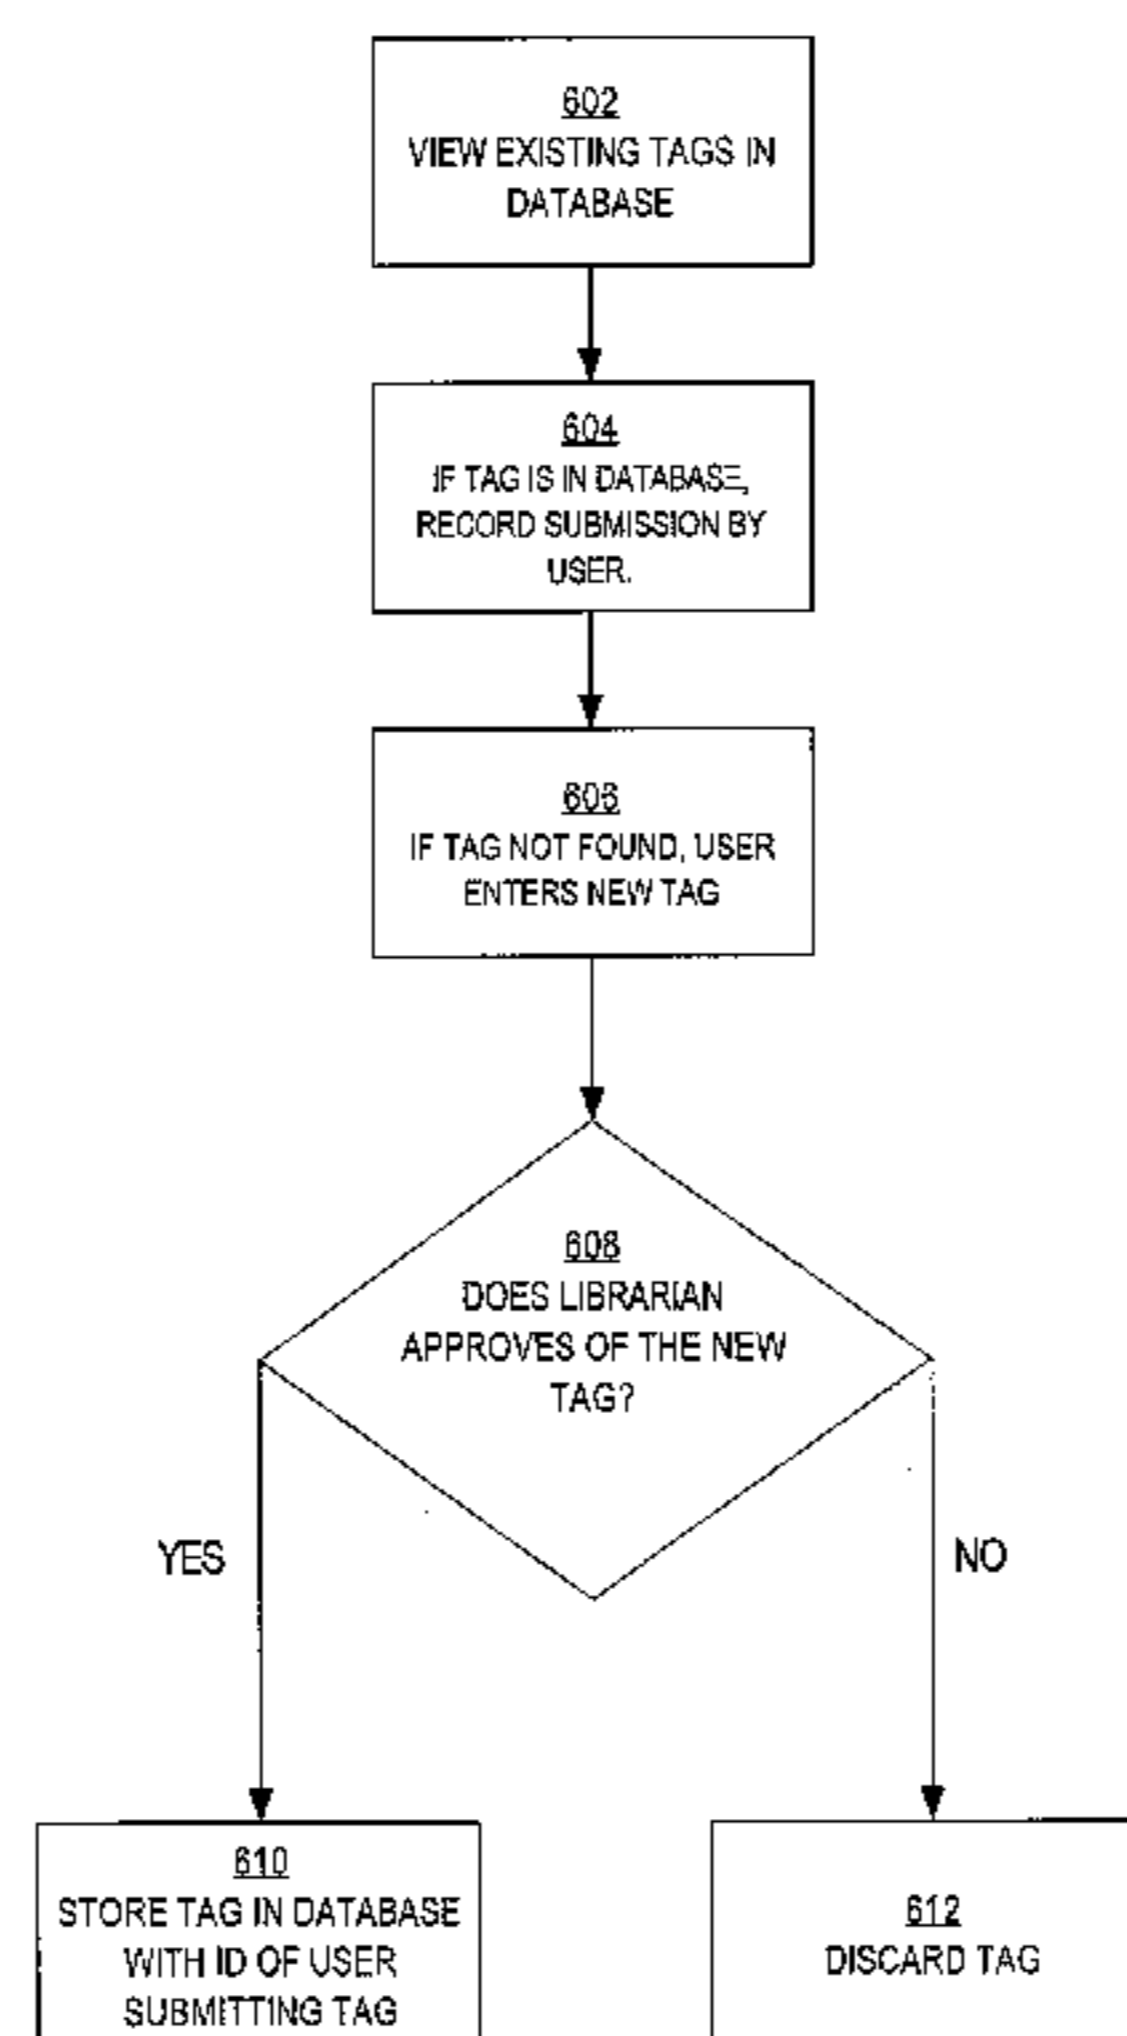 602
VIEW EXISTING TAGS IN
DATABASE
604
IF TAG IS IN DATABASE,
RECORD SUBMISSION BY
USER.
606
IF TAG NOT FOUND, USER
ENTERS NEW TAG
608
DOES LIBRARIAN
APPROVES OF THE NEW
TAG?
YES
NO
610
STORE TAG IN DATABASE
WITH ID OF USER
SUBMITTING TAG
612
DISCARD TAG